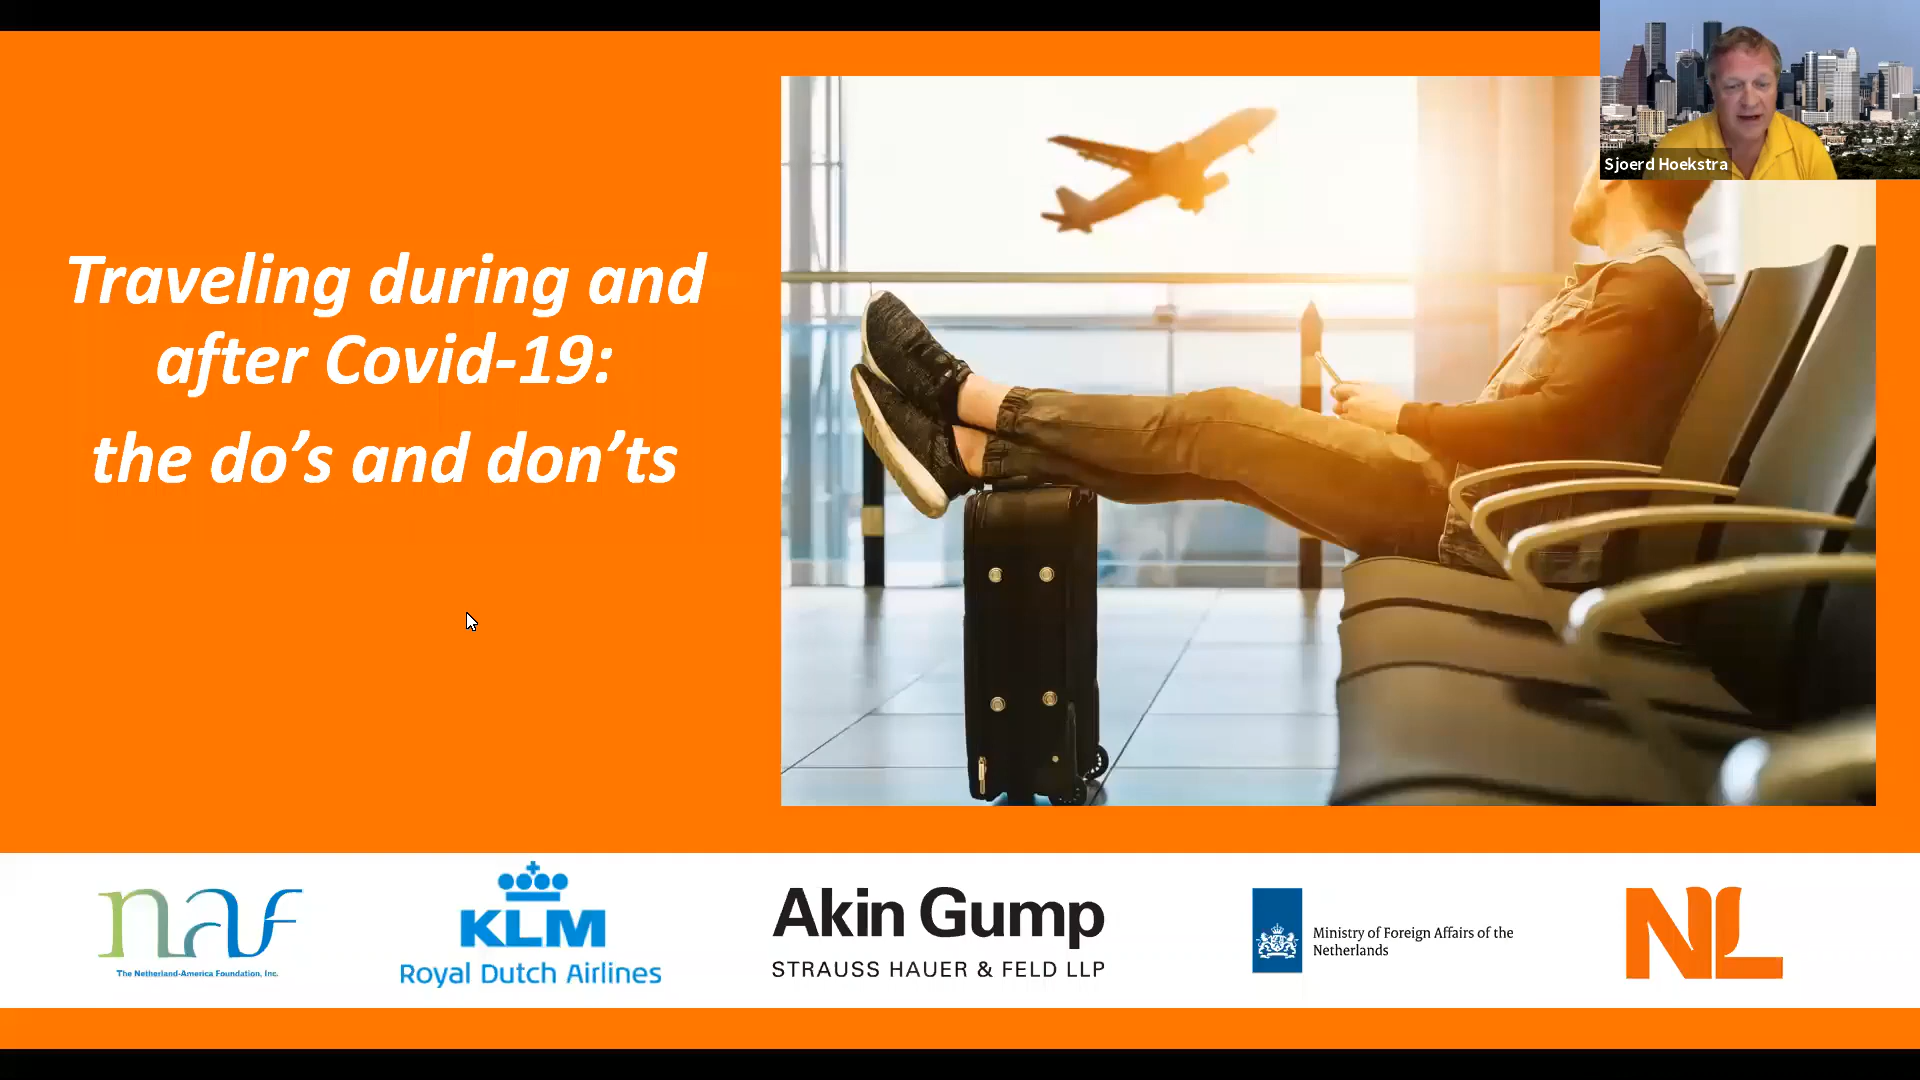 Sjoerd Hoekstra
Traveling during and
after Covid-19:
the do’s and don’ts
naf
The Netherland-America Foundation, Inc.
KLM
Royal Dutch Airlines
Akin Gump
STRAUSS HAUER & FELD LLP
Ministry of Foreign Affairs of the
Netherlands
NL